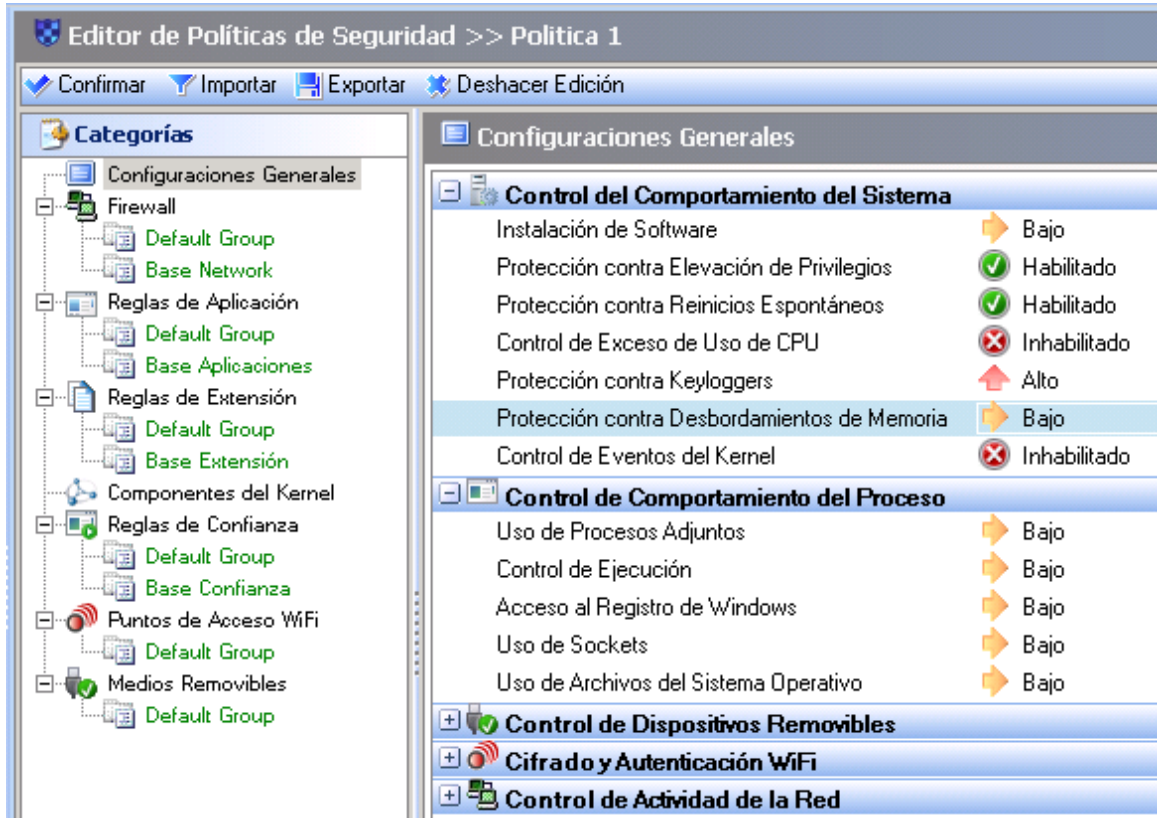 Editor de Políticas de Seguridad >> Politica 1
Confirmar Importar Exportar Deshacer Edición
Categorías
Configuraciones Generales
Firewall
Default Group
Base Network
Reglas de Aplicación
Default Group
Base Aplicaciones
Reglas de Extensión
Default Group
Base Extensión
Componentes del Kernel
Reglas de Confianza
Default Group
Base Confianza
Puntos de Acceso WiFi
Default Group
Medios Removibles
Default Group
Configuraciones Generales
Control del Comportamiento del Sistema
Instalación de Software Bajo
Protección contra Elevación de Privilegios Habilitado
Protección contra Reinicios Espontáneos Habilitado
Control de Exceso de Uso de CPU Inhabilitado
Protección contra Keyloggers Alto
Protección contra Desbordamientos de Memoria Bajo
Control de Eventos del Kernel Inhabilitado
Control de Comportamiento del Proceso
Uso de Procesos Adjuntos Bajo
Control de Ejecución Bajo
Acceso al Registro de Windows Bajo
Uso de Sockets Bajo
Uso de Archivos del Sistema Operativo Bajo
Control de Dispositivos Removibles
Cifrado y Autenticación WiFi
Control de Actividad de la Red